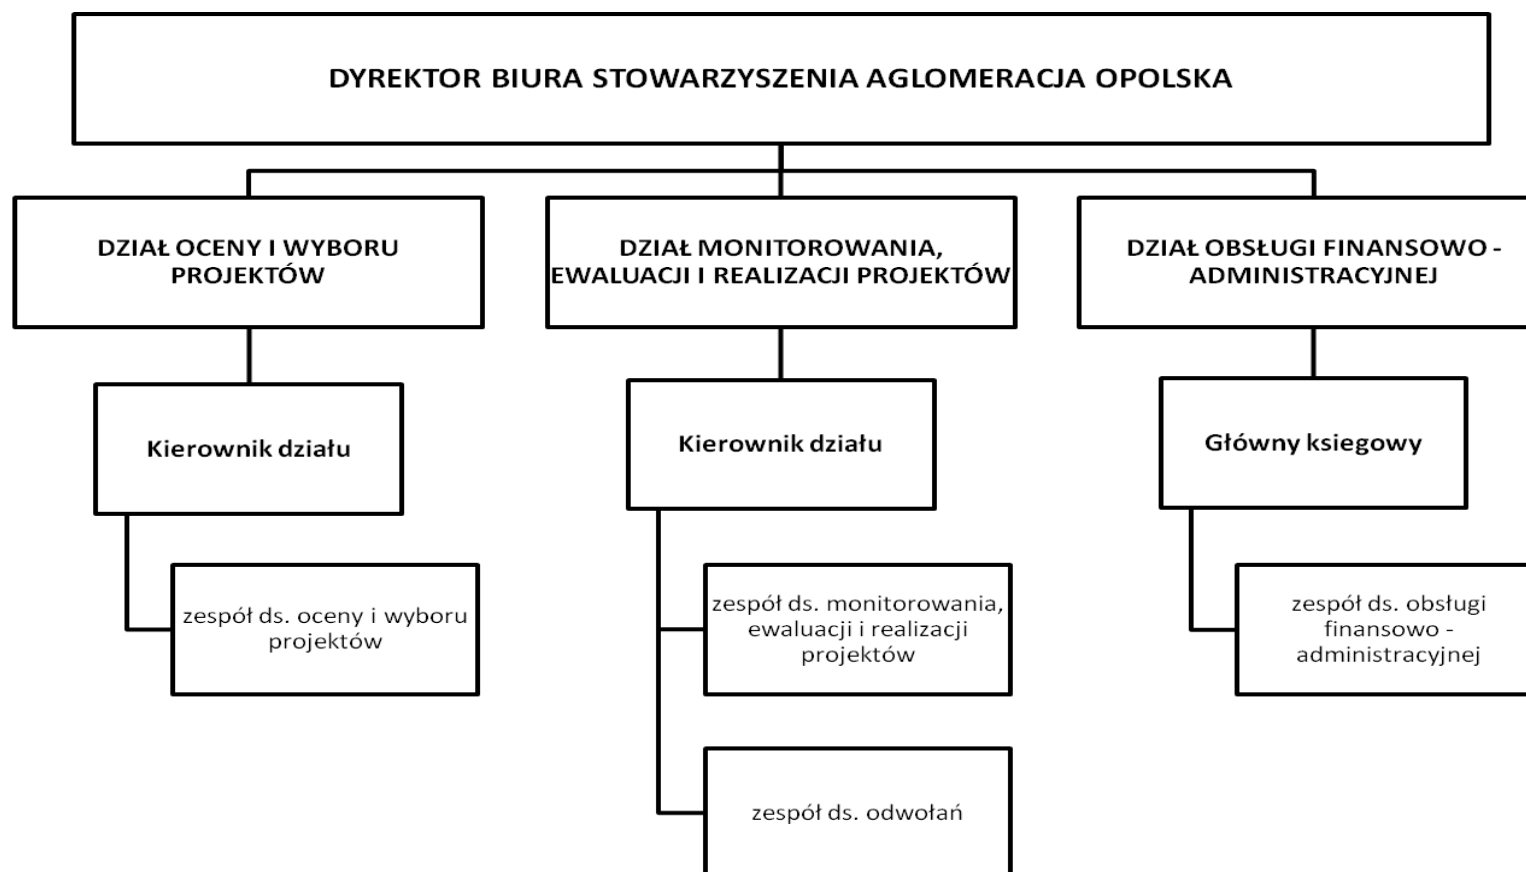 DYREKTOR BIURA STOWARZYSZENIA AGLOMERACJA OPOLSKA
DZIAŁ OCENY I WYBORU
PROJEKTÓW
DZIAŁ MONITOROWANIA,
EWALUACJI I REALIZACJI PROJEKTÓW
DZIAŁ OBSŁUGI FINANSOWO -
ADMINISTRACYJNEJ
Kierownik działu
Kierownik działu
Główny ksiegowy
zespół ds. oceny i wyboru
projektów
zespół ds. monitorowania,
ewaluacji i realizacji
projektów
zespół ds. obsługi
finansowo -
administracyjnej
zespół ds. odwołań